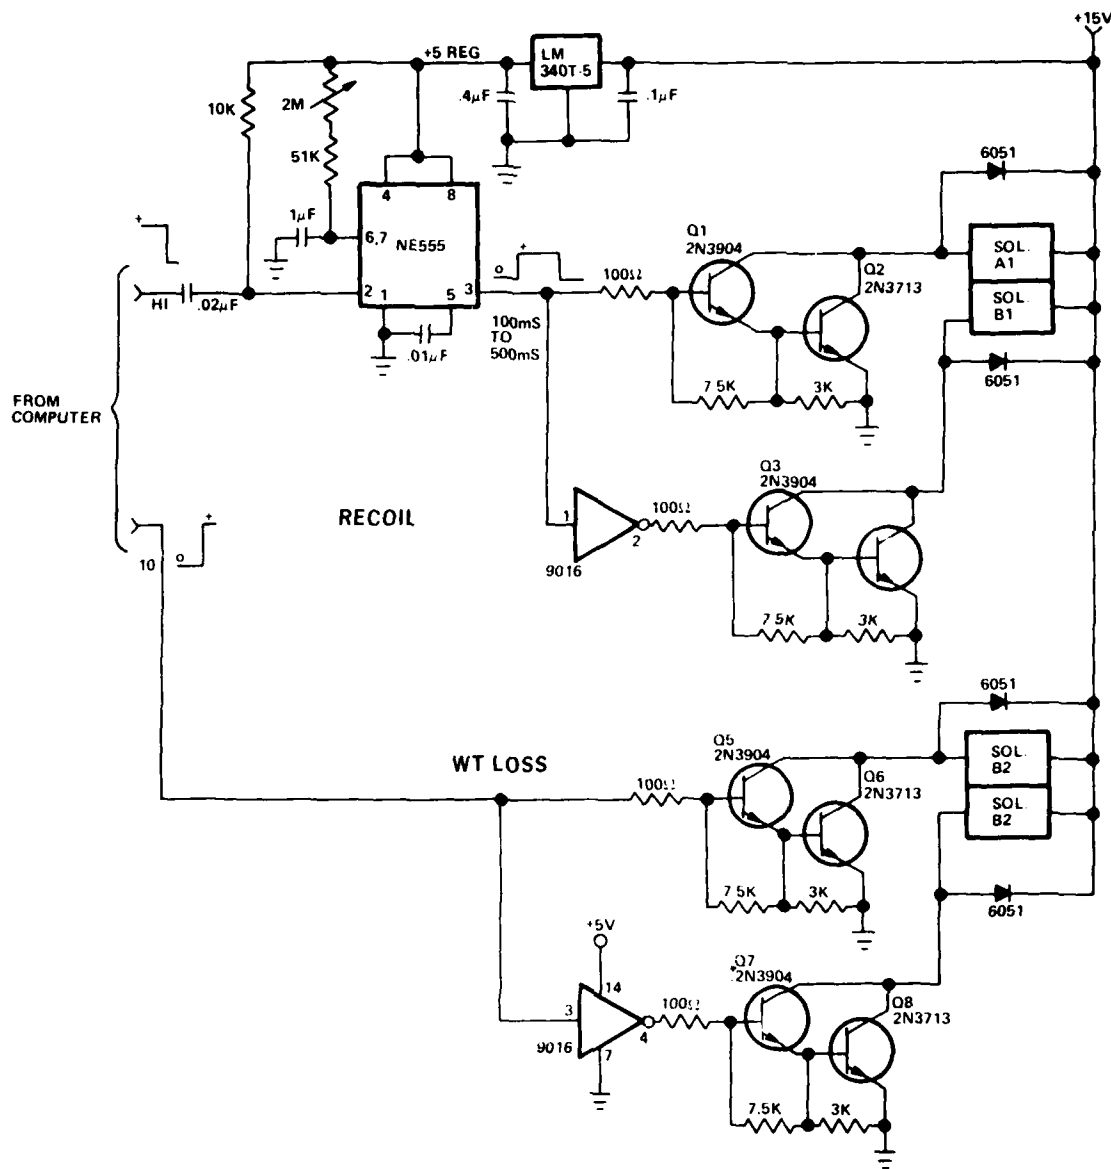 +15V
+5 REG
LM
340T-5
.4µF
.1µF
10K
2M
51K
6051
4
8
1µF
6,7
NE555
+
Q1
2N3904
SOL.
A1
Q2
2N3713
o
+
100Ω
HI
.02µF
2
1
5
3
SOL.
B1
100mS
TO
500mS
.01µF
6051
7.5K
3K
FROM
COMPUTER
Q3
2N3904
RECOIL
1
100Ω
2
+
o
10
9016
7.5K
3K
6051
Q5
2N3904
SOL.
B2
WT LOSS
100Ω
Q6
2N3713
SOL.
B2
7.5K
3K
6051
+5V
Q7
2N3904
14
100Ω
Q8
2N3713
3
4
9016
7
7.5K
3K